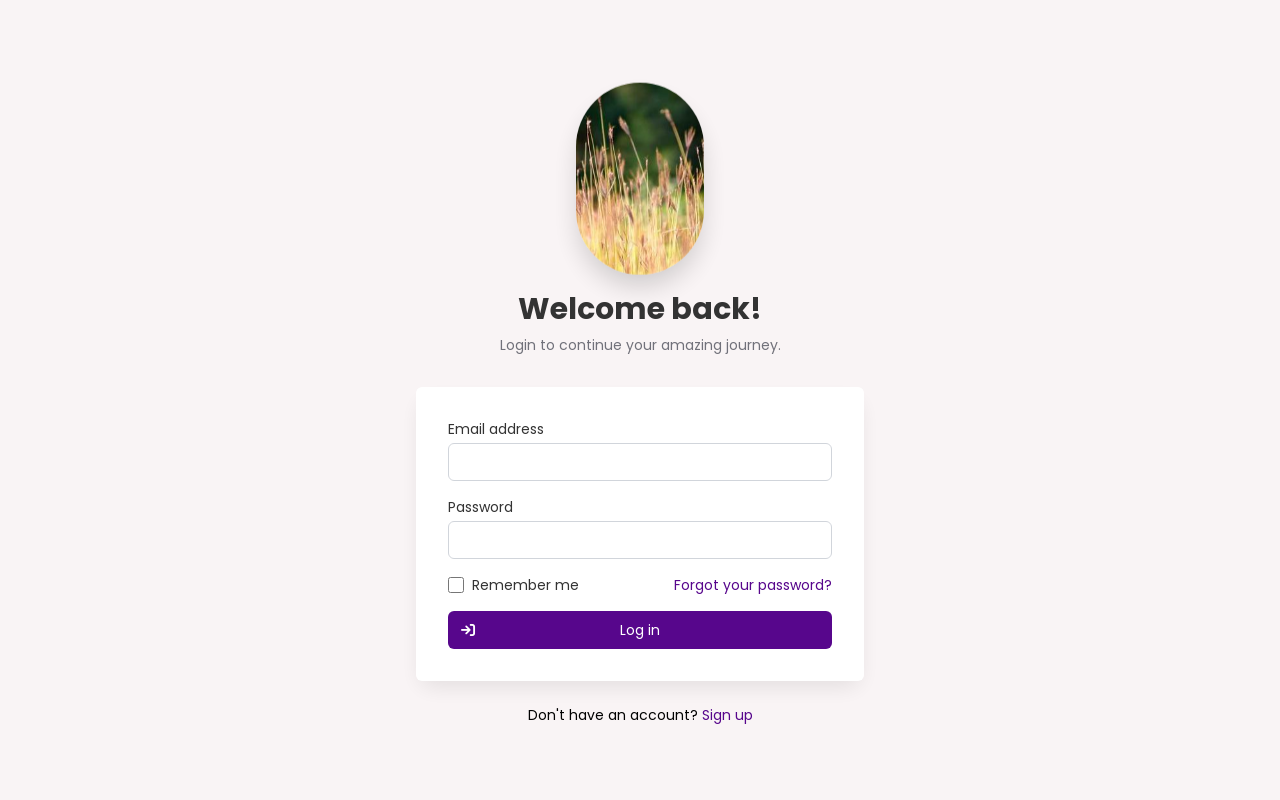 Welcome back!
Login to continue your amazing journey.
Email address
Password
Remember me
Forgot your password?
Log in
Don't have an account? Sign up